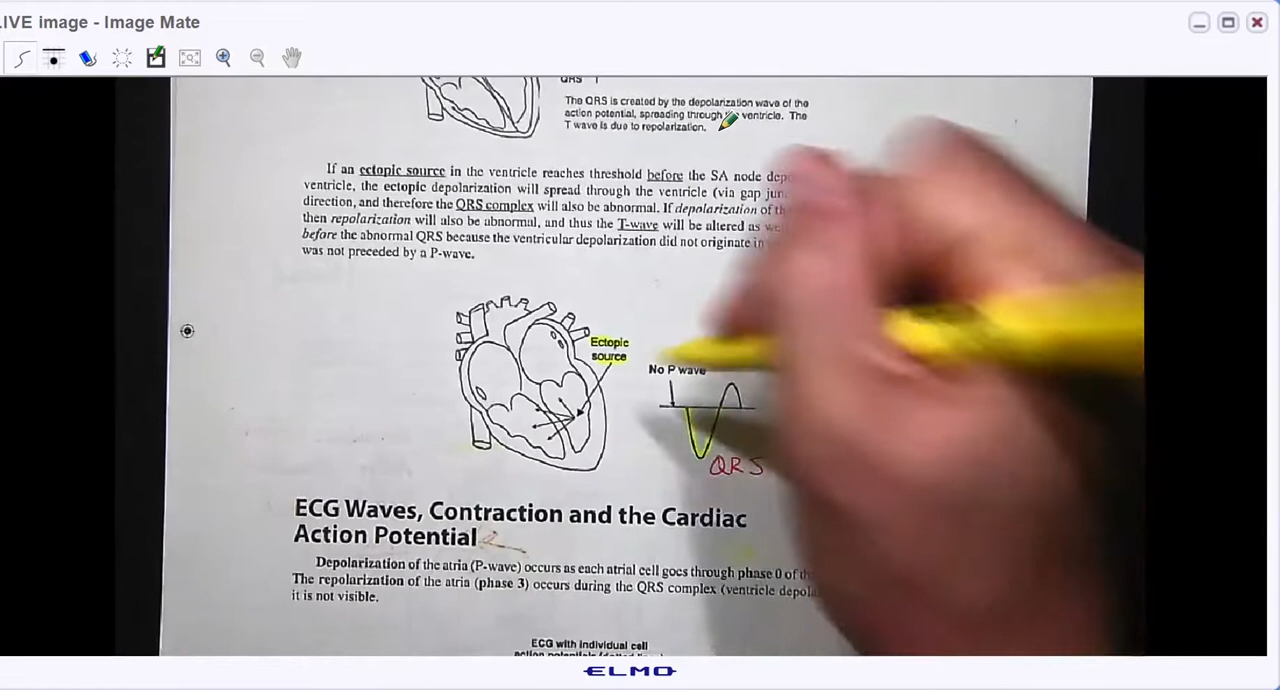 LIVE image - Image Mate
QRS T
The QRS is created by the depolarization wave of the
action potential, spreading through ventricle. The
T wave is due to repolarization.
If an ectopic source in the ventricle reaches threshold before the SA node
ventricle, the ectopic depolarization will spread through the ventricle (via gap
direction, and therefore the QRS complex will also be abnormal. If depolarization of
then repolarization will also be abnormal, and thus the T-wave will be altered as
before the abnormal QRS because the ventricular depolarization did not originate in
was not preceded by a P-wave.
Ectopic
source
No P wave
QRS
ECG Waves, Contraction and the Cardiac
Action Potential
Depolarization of the atria (P-wave) occurs as each atrial cell goes through phase 0 of
The repolarization of the atria (phase 3) occurs during the QRS complex (ventricle
it is not visible.
ECG with individual cell
ELMO